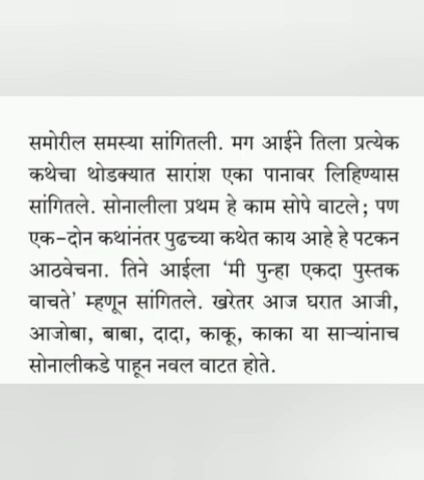 समोरील समस्या सांगितली. मग आईने तिला प्रत्येक
कथेचा थोडक्यात सारांश एका पानावर लिहिण्यास
सांगितले. सोनालीला प्रथम हे काम सोपे वाटले; पण
एक-दोन कथांनंतर पुढच्या कथेत काय आहे हे पटकन
आठवेचना. तिने आईला ‘मी पुन्हा एकदा पुस्तक
वाचते’ म्हणून सांगितले. खरेतर आज घरात आजी,
आजोबा, बाबा, दादा, काकू, काका या साऱ्यांनाच
सोनालीकडे पाहून नवल वाटत होते.